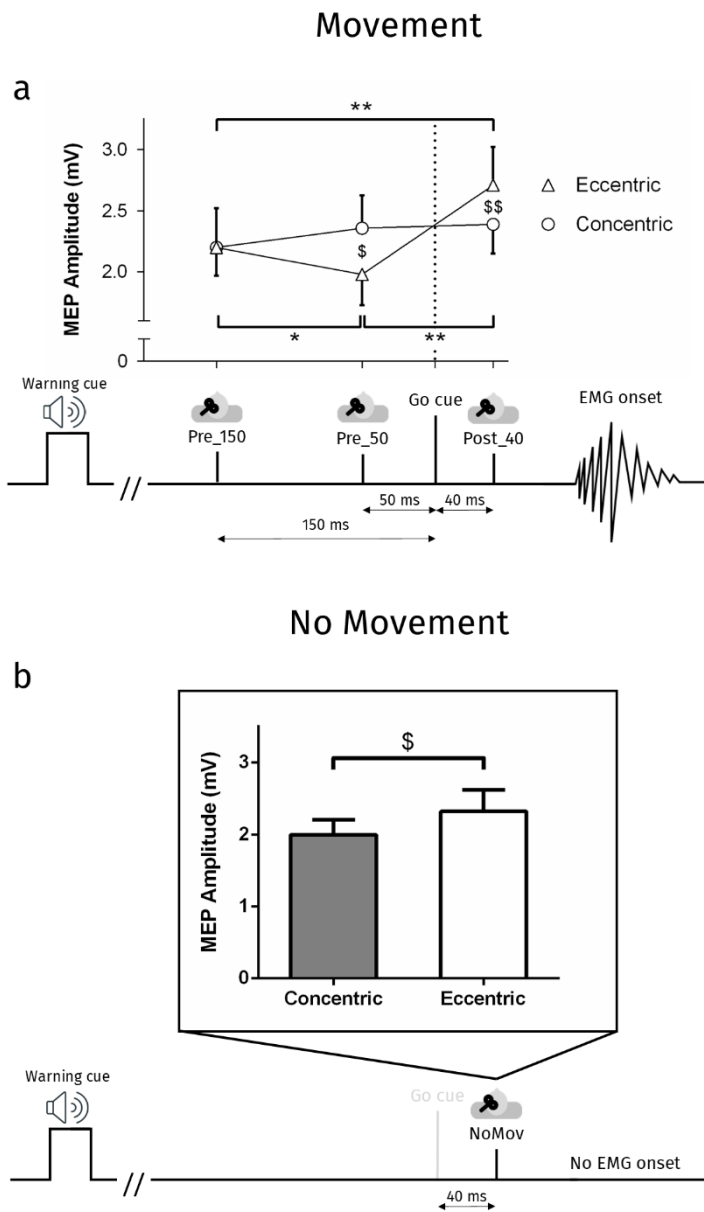 Movement
a
**
3.0
2.5
2.0
0
MEP Amplitude (mV)
$
$$
*
**
Eccentric
Concentric
Warning cue
//
Pre_150
Pre_50
Go cue
Post_40
EMG onset
50 ms
40 ms
150 ms
No Movement
b
$
3
2
1
0
MEP Amplitude (mV)
Concentric
Eccentric
Warning cue
//
Go cue
NoMov
No EMG onset
40 ms